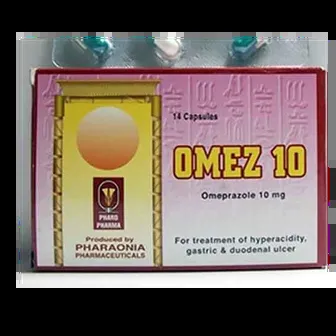 14 Capsules
OMEZ 10
Omeprazole 10 mg
PHARO
PHARMA
Produced by
PHARAONIA
PHARMACEUTICALS
For treatment of hyperacidity,
gastric & duodenal ulcer